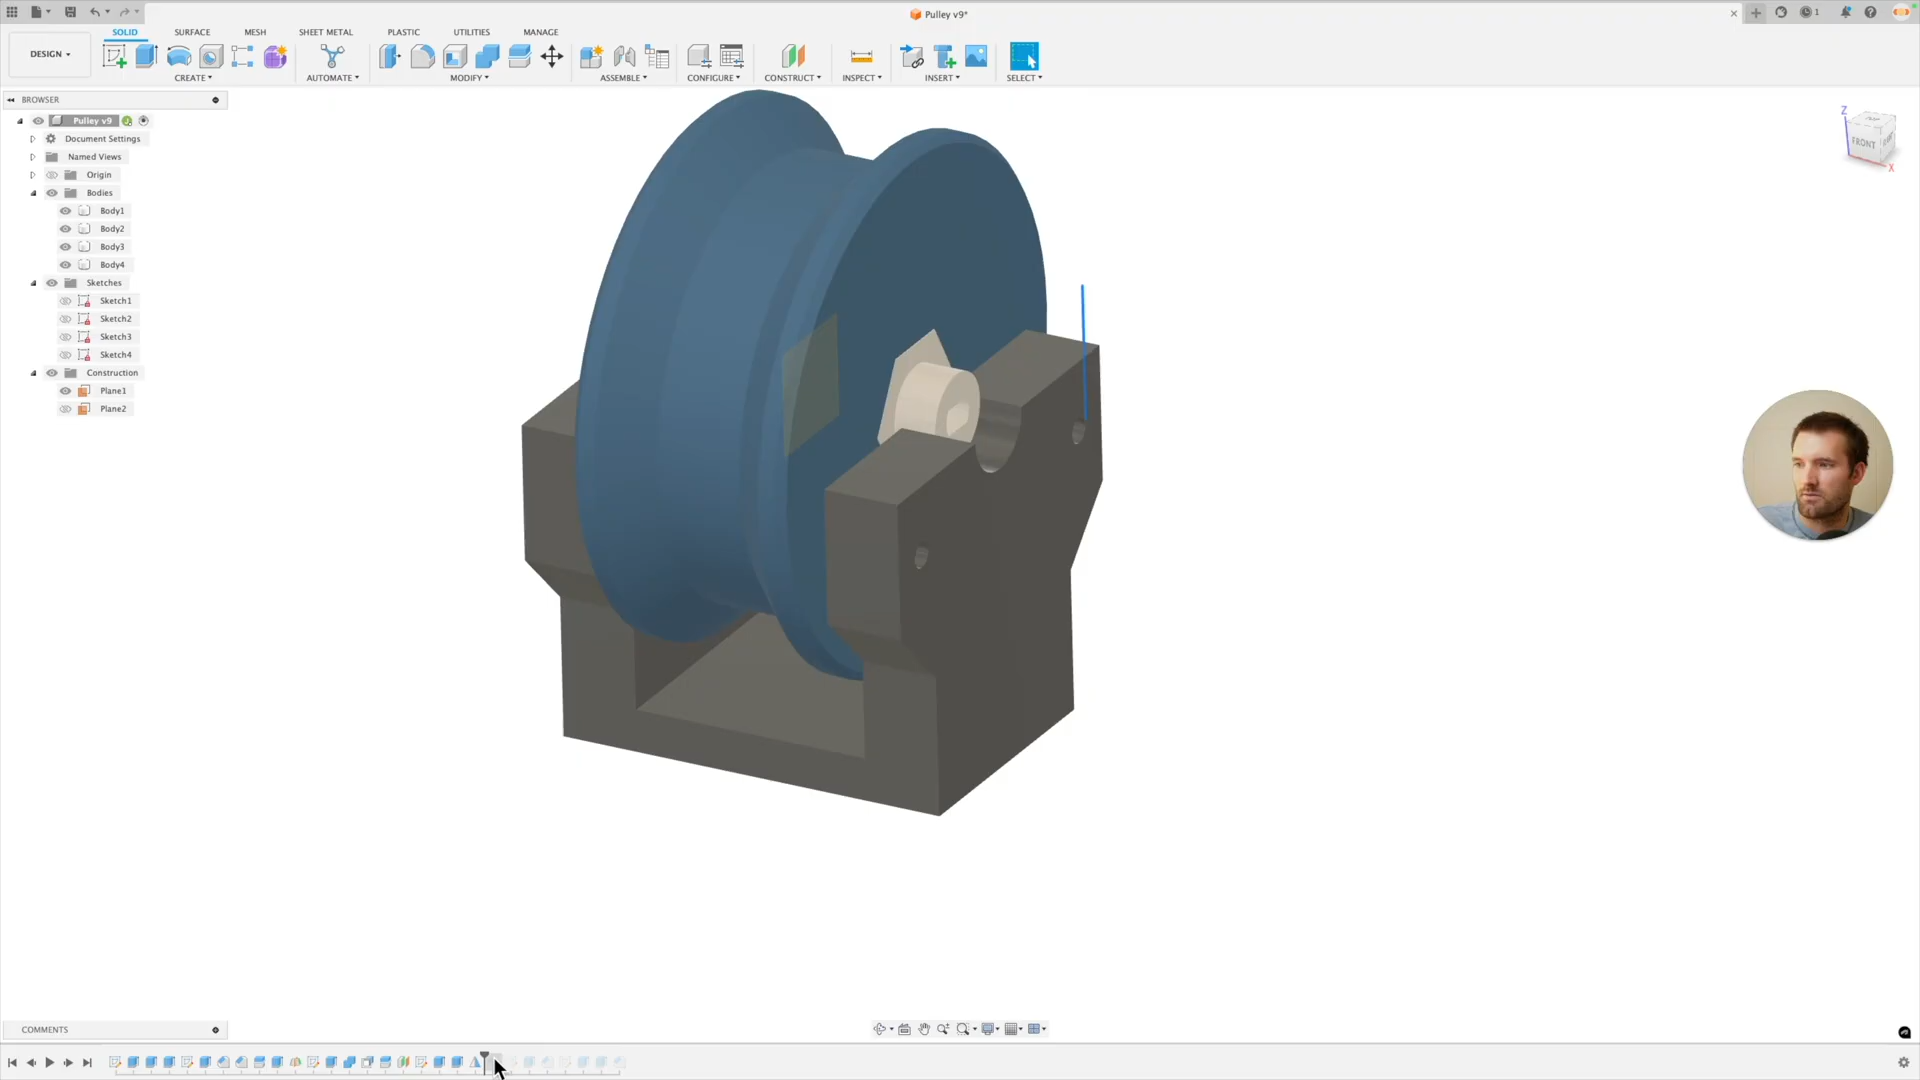 Pulley v9*
1
DESIGN
SOLID
SURFACE
MESH
SHEET METAL
PLASTIC
UTILITIES
MANAGE
CREATE
AUTOMATE
MODIFY
ASSEMBLE
CONFIGURE
CONSTRUCT
INSPECT
INSERT
SELECT
BROWSER
Pulley v9
Document Settings
Named Views
Origin
Bodies
Body1
Body2
Body3
Body4
Sketches
Sketch1
Sketch2
Sketch3
Sketch4
Construction
Plane1
Plane2
Z
FRONT
X
COMMENTS